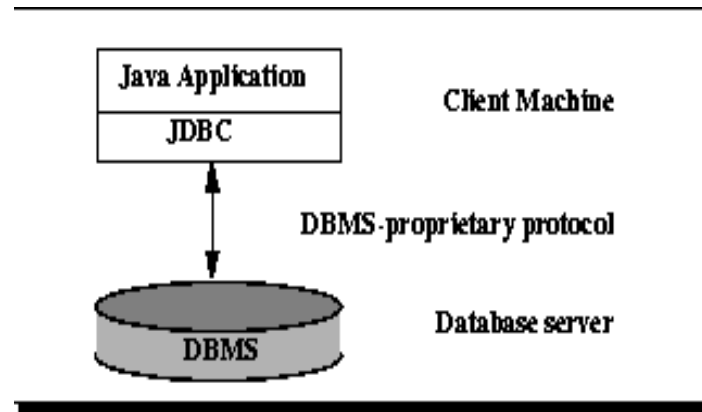 Java Application
Client Machine
JDBC
DBMS-proprietary protocol
Database server
DBMS